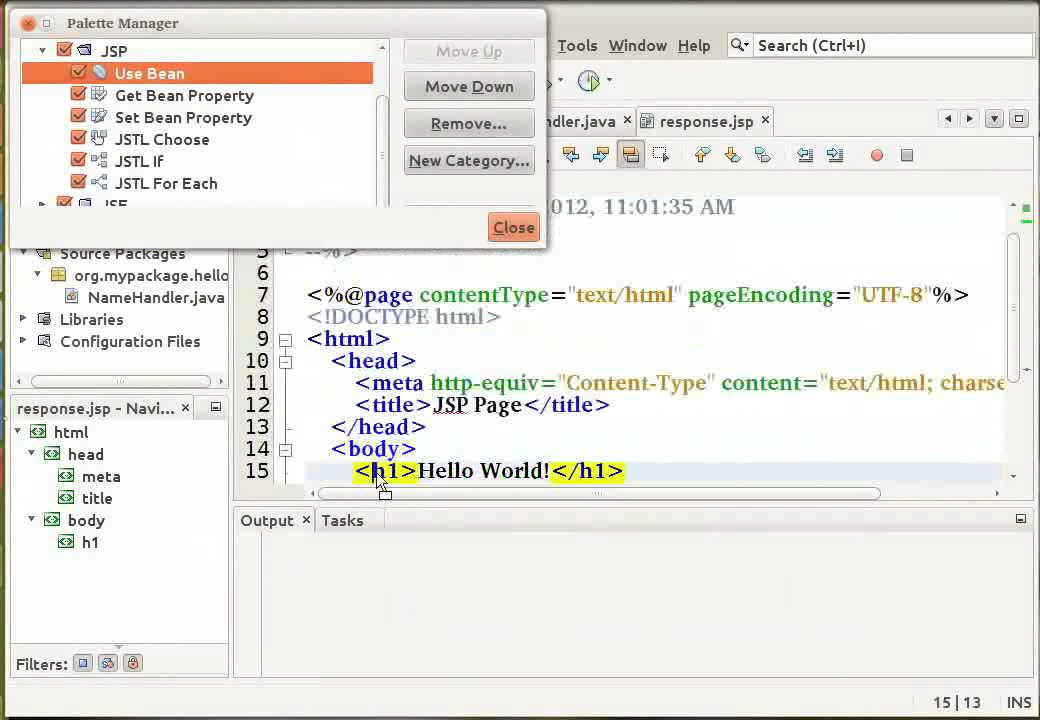 Palette Manager
JSP
Use Bean
Get Bean Property
Set Bean Property
JSTL Choose
JSTL If
JSTL For Each
JSF
Move Up
Move Down
Remove...
New Category...
Close
Tools Window Help Search (Ctrl+I)
ndler.java response.jsp
012, 11:01:35 AM
5 --%>
6
7 <%@page contentType="text/html" pageEncoding="UTF-8"%>
8 <!DOCTYPE html>
9 <html>
10 <head>
11 <meta http-equiv="Content-Type" content="text/html; charse
12 <title>JSP Page</title>
13 </head>
14 <body>
15 <h1>Hello World!</h1>
Source Packages
org.mypackage.hello
NameHandler.java
Libraries
Configuration Files
response.jsp - Navi...
html
head
meta
title
body
h1
Filters:
Output Tasks
15|13 INS